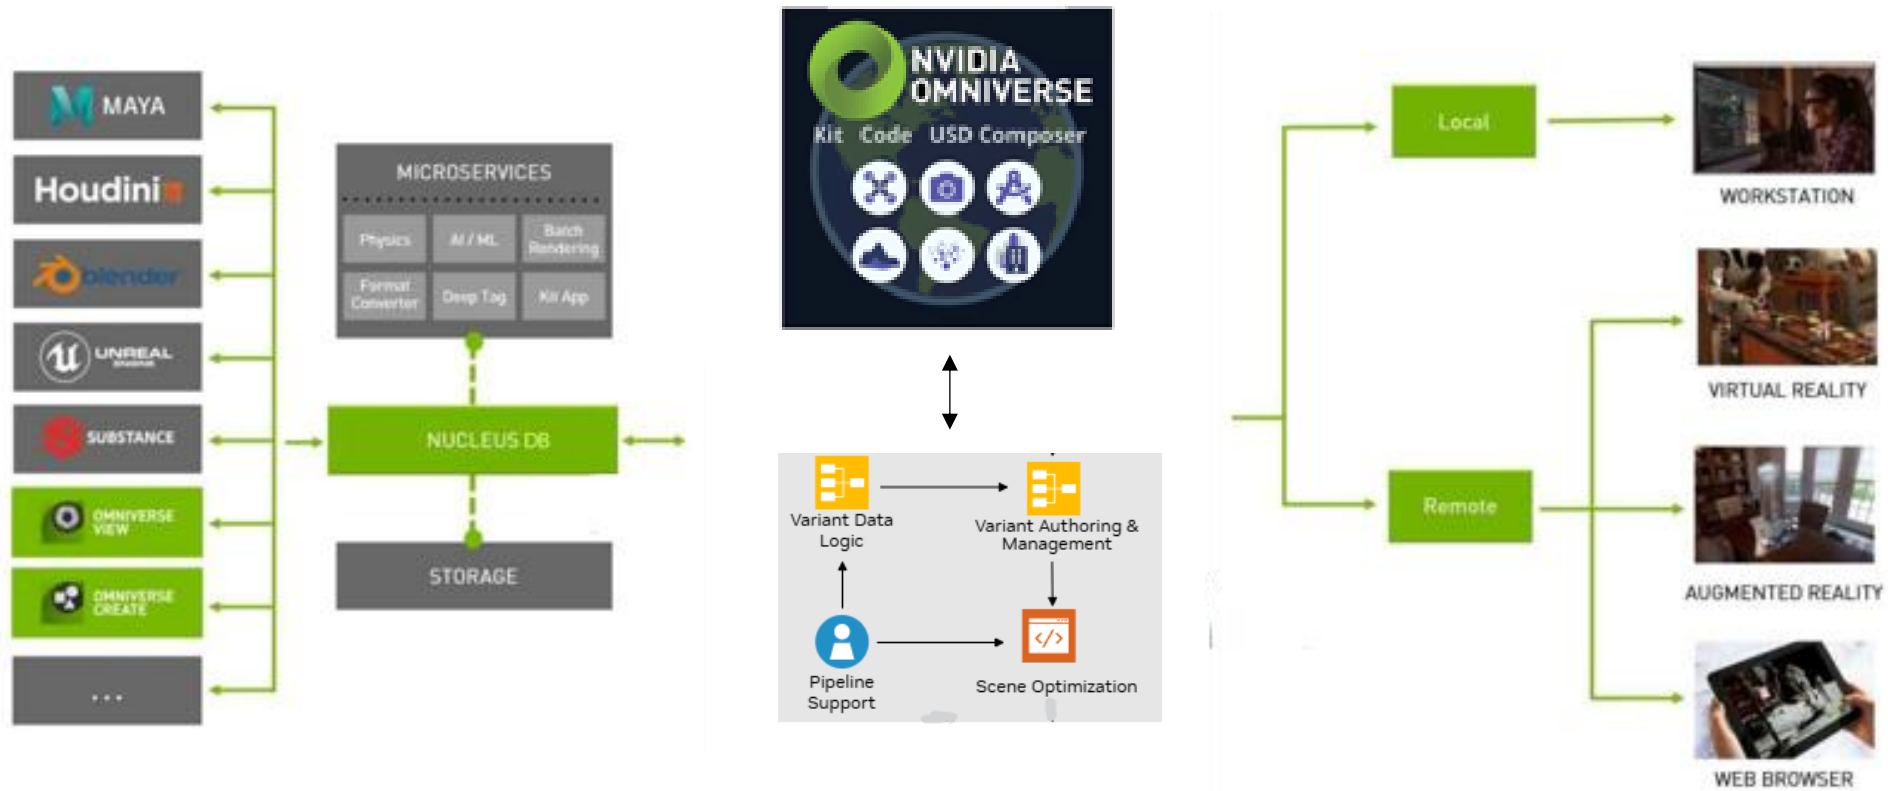 MAYA
Houdini
blender
UNREAL
ENGINE
SUBSTANCE
OMNIVERSE
VIEW
OMNIVERSE
CREATE
...
MICROSERVICES
Physics
AI / ML
Batch
Rendering
Format
Converter
Deep Tag
Kit App
NUCLEUS DB
STORAGE
NVIDIA
OMNIVERSE
Kit Code USD Composer
Variant Data
Logic
Variant Authoring &
Management
Pipeline
Support
</>
Scene Optimization
Local
Remote
WORKSTATION
VIRTUAL REALITY
AUGMENTED REALITY
WEB BROWSER